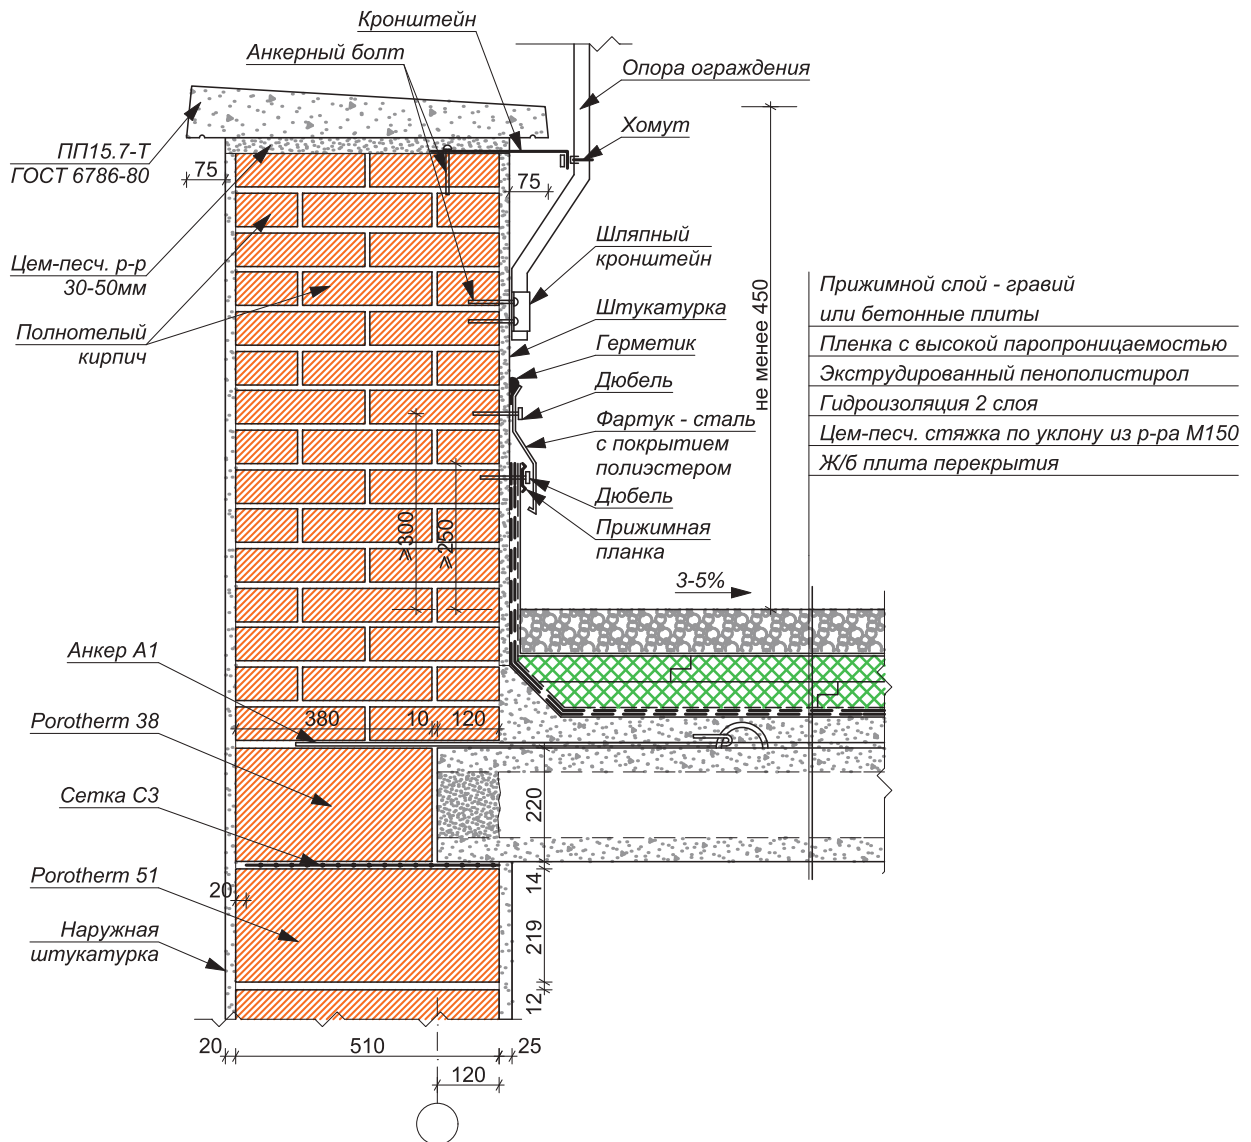 Кронштейн
Анкерный болт
Опора ограждения
Хомут
ПП15.7-Т
ГОСТ 6786-80
75
75
Цем-песч. р-р
30-50мм
Полнотелый
кирпич
Шляпный
кронштейн
Штукатурка
Герметик
Дюбель
Фартук - сталь
с покрытием
полиэстером
Дюбель
Прижимная
планка
не менее 450
Прижимной слой - гравий
или бетонные плиты
Пленка с высокой паропроницаемостью
Экструдированный пенополистирол
Гидроизоляция 2 слоя
Цем-песч. стяжка по уклону из р-ра М150
Ж/б плита перекрытия
≥300
≥250
3-5%
Анкер А1
Porotherm 38
Сетка С3
Porotherm 51
Наружная
штукатурка
380
10
120
220
14
219
12
20
20
510
25
120